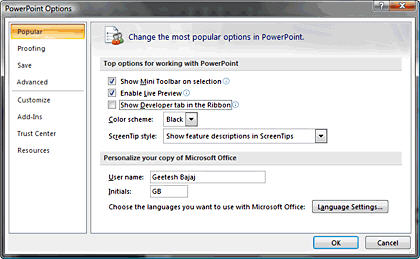 PowerPoint Options
Popular
Proofing
Save
Advanced
Customize
Add-Ins
Trust Center
Resources
Change the most popular options in PowerPoint.
Top options for working with PowerPoint
Show Mini Toolbar on selection
Enable Live Preview
Show Developer tab in the Ribbon
Color scheme: Black
ScreenTip style: Show feature descriptions in ScreenTips
Personalize your copy of Microsoft Office
User name: Geetesh Bajaj
Initials: GB
Choose the languages you want to use with Microsoft Office: Language Settings...
OK Cancel